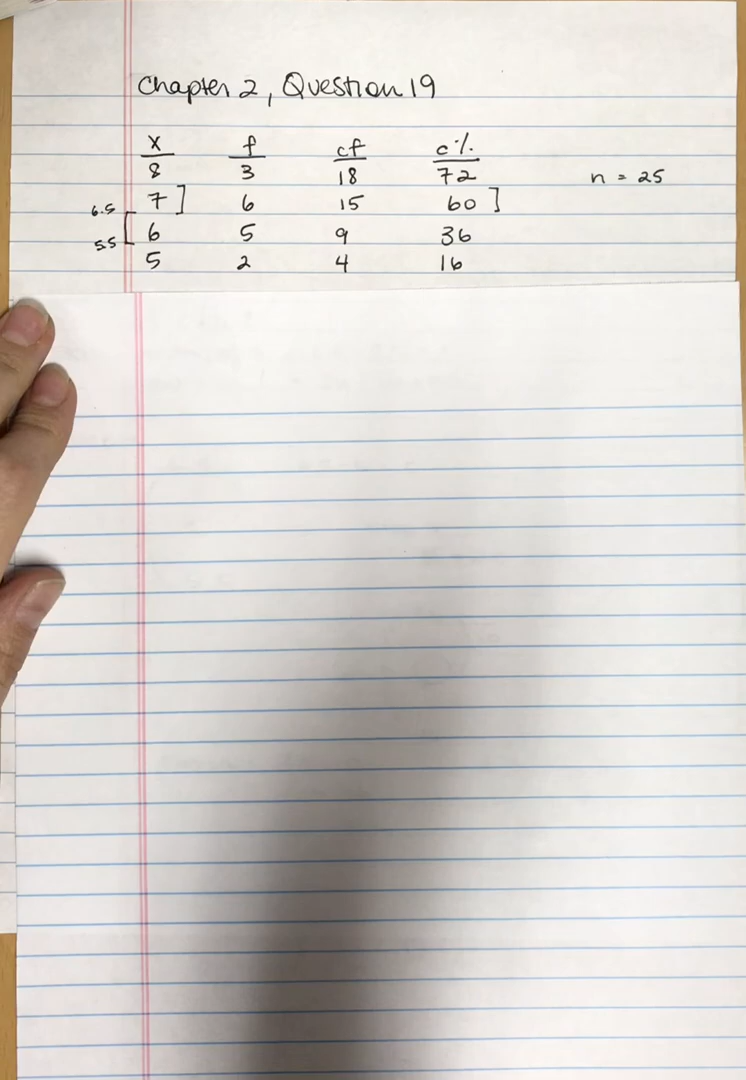 Chapter 2, Question 19
X f cf c%
8 3 18 72 n = 25
7 ] 6 15 60 ]
6.5
[ 6 5 9 36
5.5
5 2 4 16